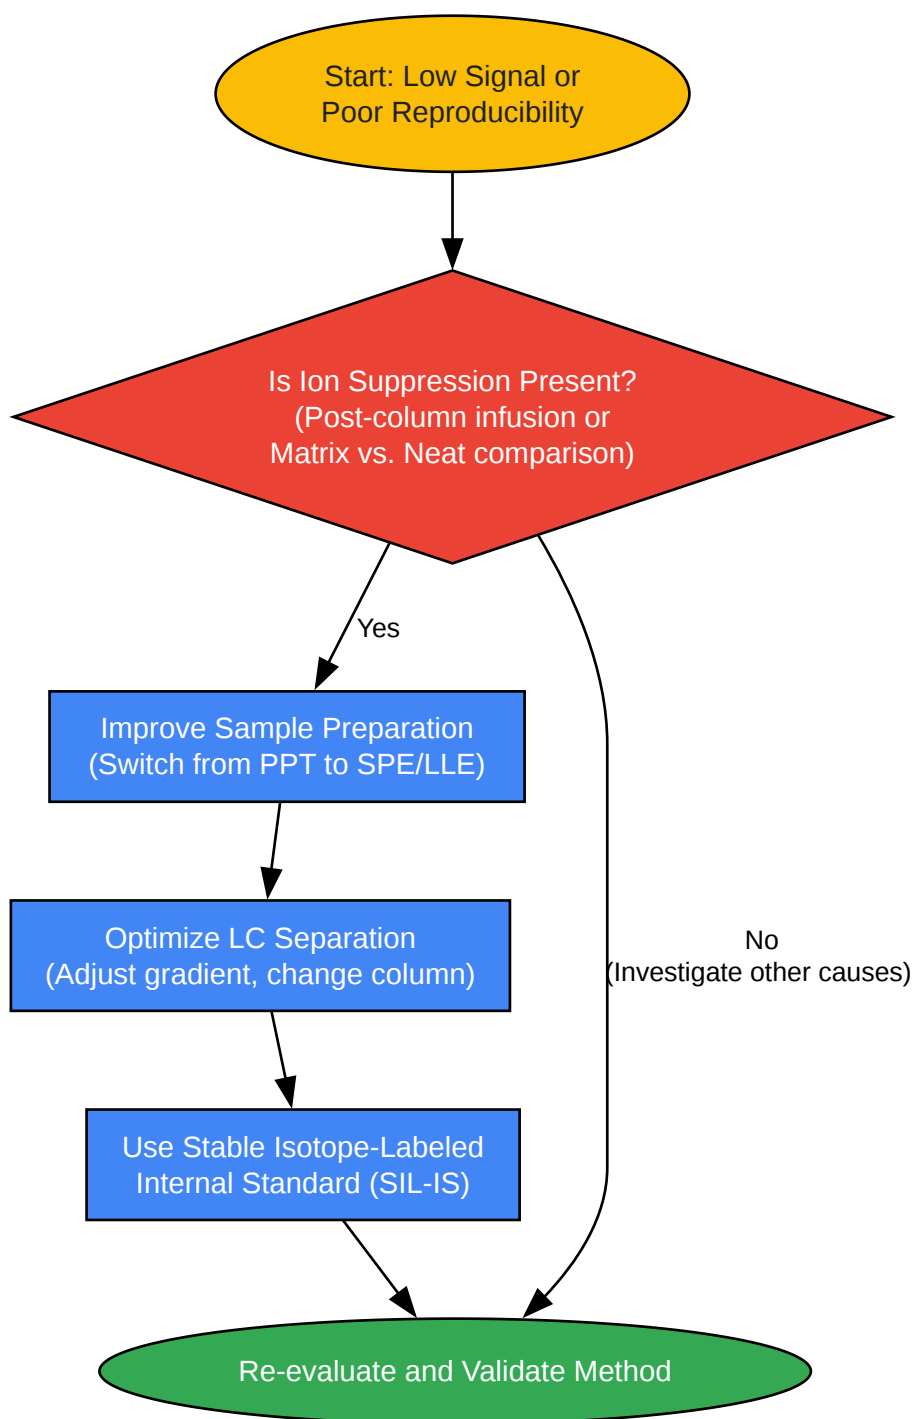 Start: Low Signal or
Poor Reproducibility
Is Ion Suppression Present?
(Post-column infusion or
Matrix vs. Neat comparison)
Yes
Improve Sample Preparation
(Switch from PPT to SPE/LLE)
Optimize LC Separation
(Adjust gradient, change column)
No
(Investigate other causes)
Use Stable Isotope-Labeled
Internal Standard (SIL-IS)
Re-evaluate and Validate Method